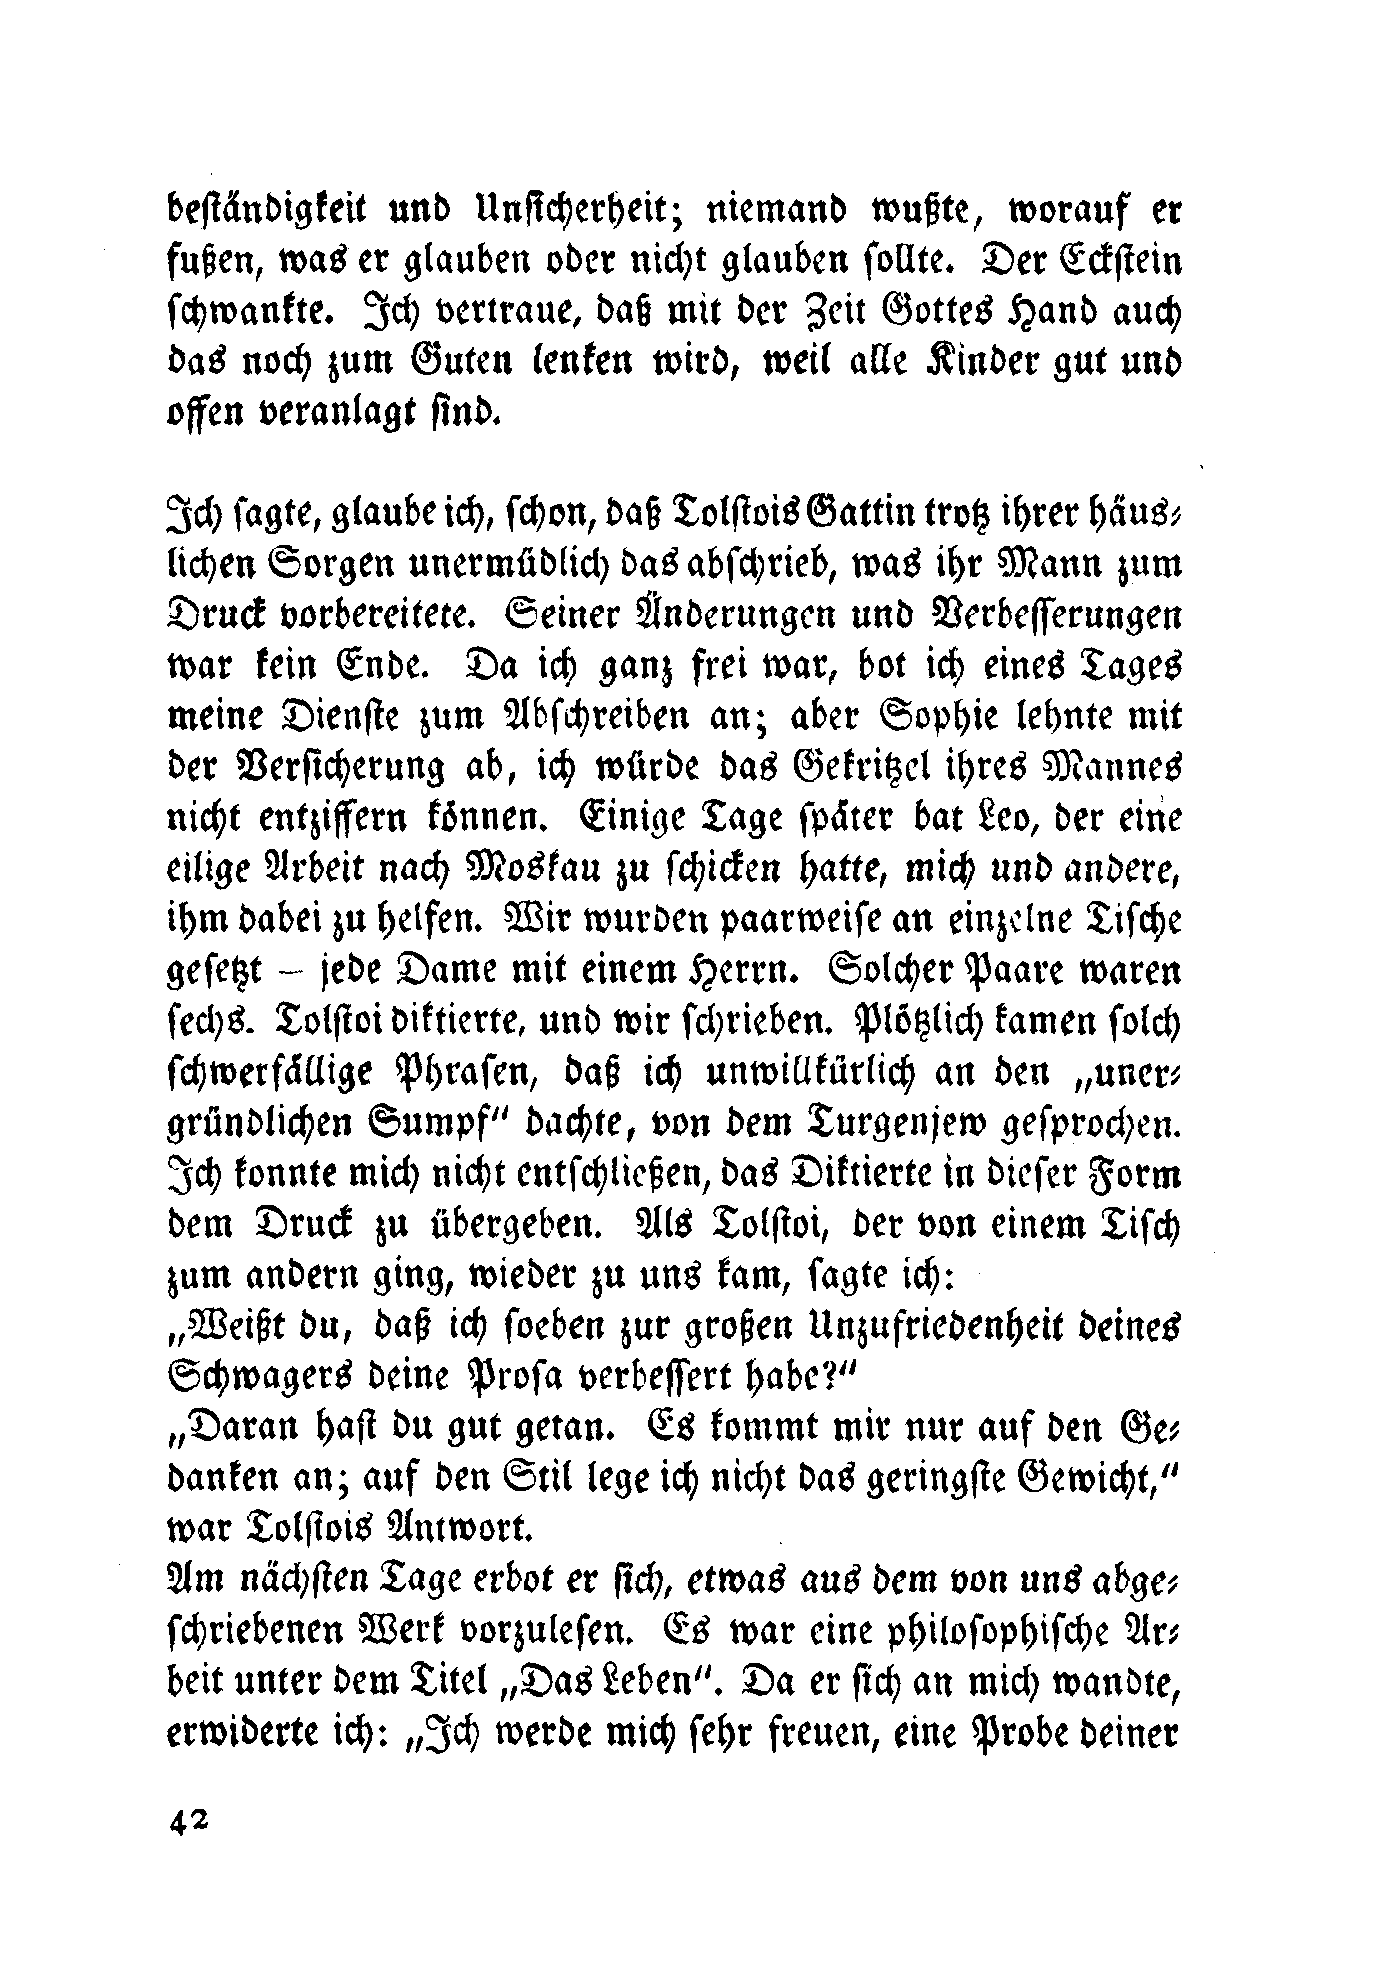 beständigkeit und Unsicherheit; niemand wußte, worauf er
fußen, was er glauben oder nicht glauben sollte. Der Eckstein
schwankte. Ich vertraue, daß mit der Zeit Gottes Hand auch
das noch zum Guten lenken wird, weil alle Kinder gut und
offen veranlagt sind.

Ich sagte, glaube ich, schon, daß Tolstois Gattin trotz ihrer häus-
lichen Sorgen unermüdlich das abschrieb, was ihr Mann zum
Druck vorbereitete. Seiner Änderungen und Verbesserungen
war kein Ende. Da ich ganz frei war, bot ich eines Tages
meine Dienste zum Abschreiben an; aber Sophie lehnte mit
der Versicherung ab, ich würde das Gekritzel ihres Mannes
nicht entziffern können. Einige Tage später bat Leo, der eine
eilige Arbeit nach Moskau zu schicken hatte, mich und andere,
ihm dabei zu helfen. Wir wurden paarweise an einzelne Tische
gesetzt – jede Dame mit einem Herrn. Solcher Paare waren
sechs. Tolstoi diktierte, und wir schrieben. Plötzlich kamen solch
schwerfällige Phrasen, daß ich unwillkürlich an den „uner-
gründlichen Sumpf“ dachte, von dem Turgenjew gesprochen.
Ich konnte mich nicht entschließen, das Diktierte in dieser Form
dem Druck zu übergeben. Als Tolstoi, der von einem Tisch
zum andern ging, wieder zu uns kam, sagte ich:
„Weißt du, daß ich soeben zur großen Unzufriedenheit deines
Schwagers deine Prosa verbessert habe?“
„Daran hast du gut getan. Es kommt mir nur auf den Ge-
danken an; auf den Stil lege ich nicht das geringste Gewicht,“
war Tolstois Antwort.
Am nächsten Tage erbot er sich, etwas aus dem von uns abge-
schriebenen Werk vorzulesen. Es war eine philosophische Ar-
beit unter dem Titel „Das Leben“. Da er sich an mich wandte,
erwiderte ich: „Ich werde mich sehr freuen, eine Probe deiner

42